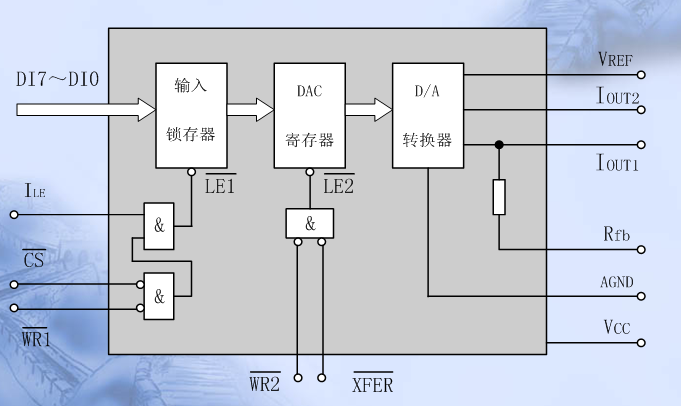 DI7～DI0
输入
锁存器
DAC
寄存器
D/A
转换器
VREF
IOUT2
IOUT1
Rfb
AGND
VCC
LE1
LE2
ILE
&
&
&
CS
WR1
WR2
XFER